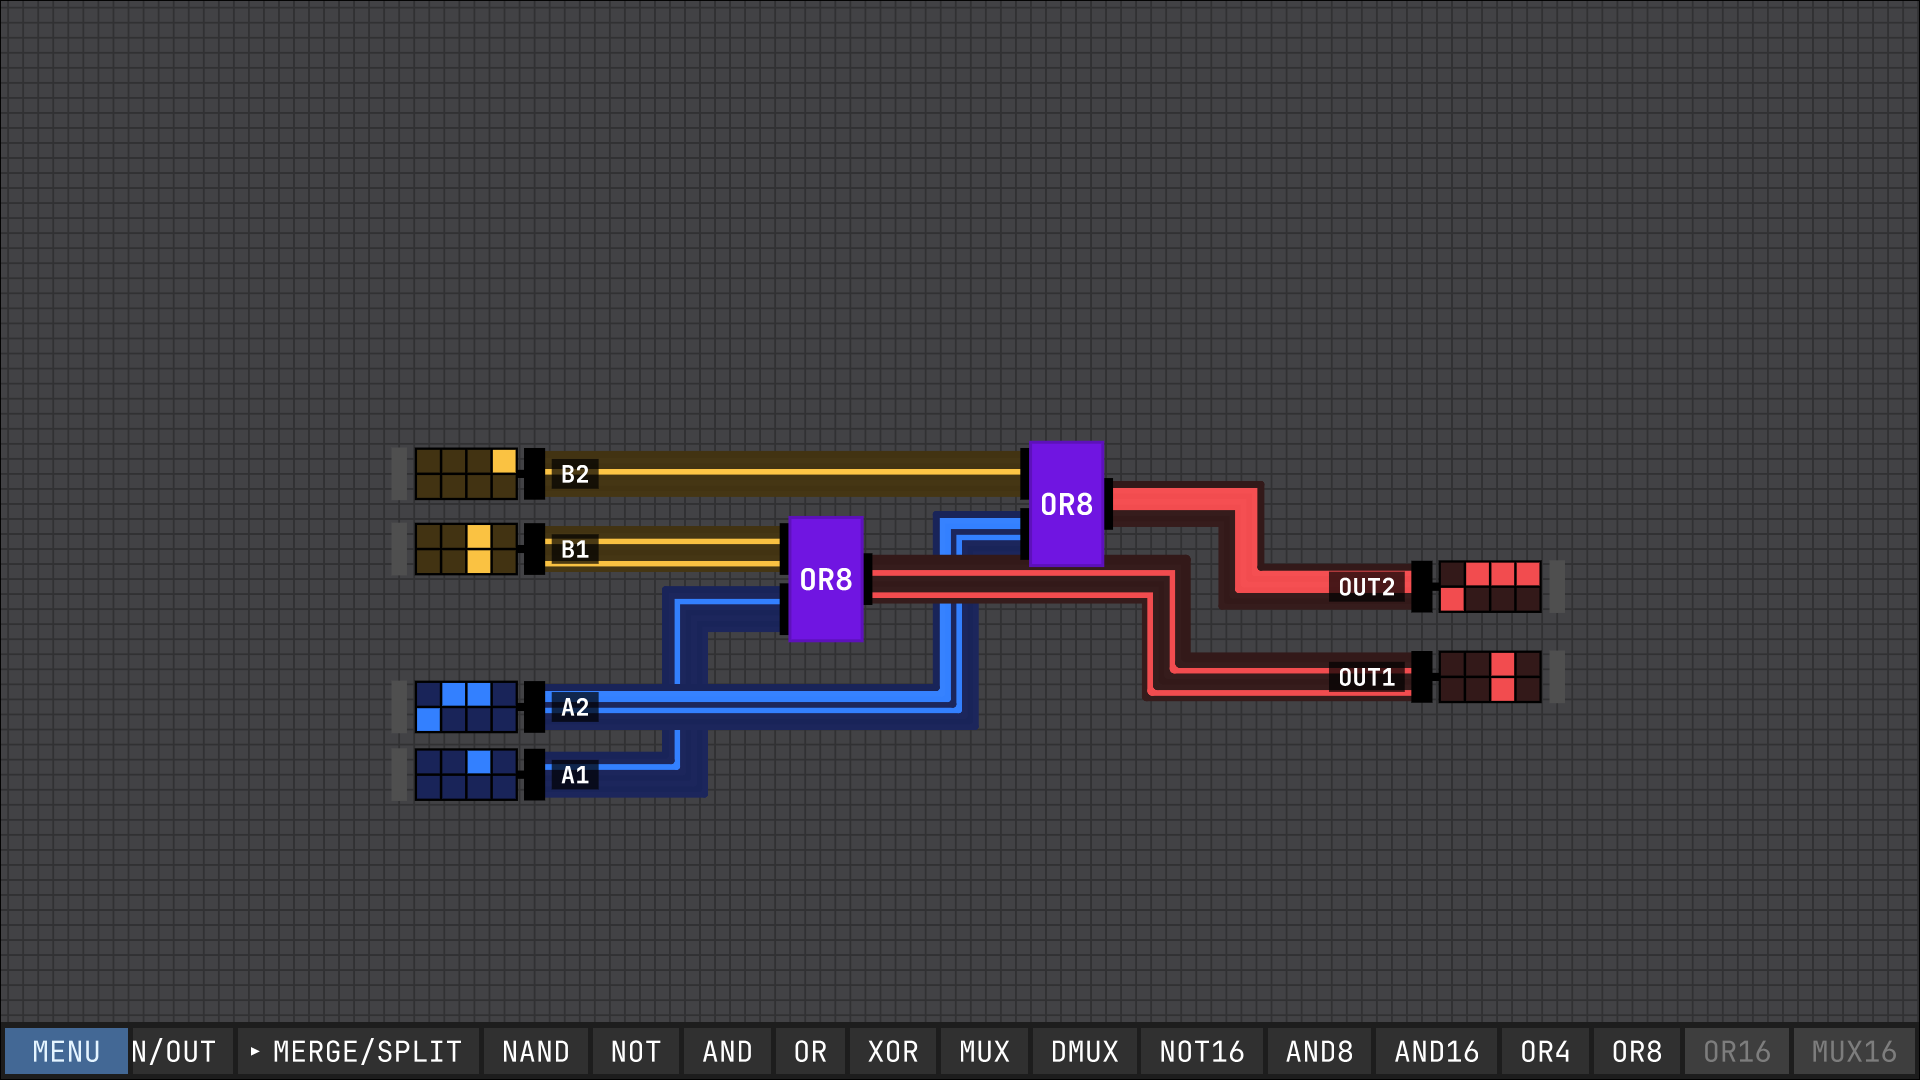 B2
OR8
B1
OR8
OUT2
OUT1
A2
A1
MENU N/OUT ▸ MERGE/SPLIT NAND NOT AND OR XOR MUX DMUX NOT16 AND8 AND16 OR4 OR8 OR16 MUX16